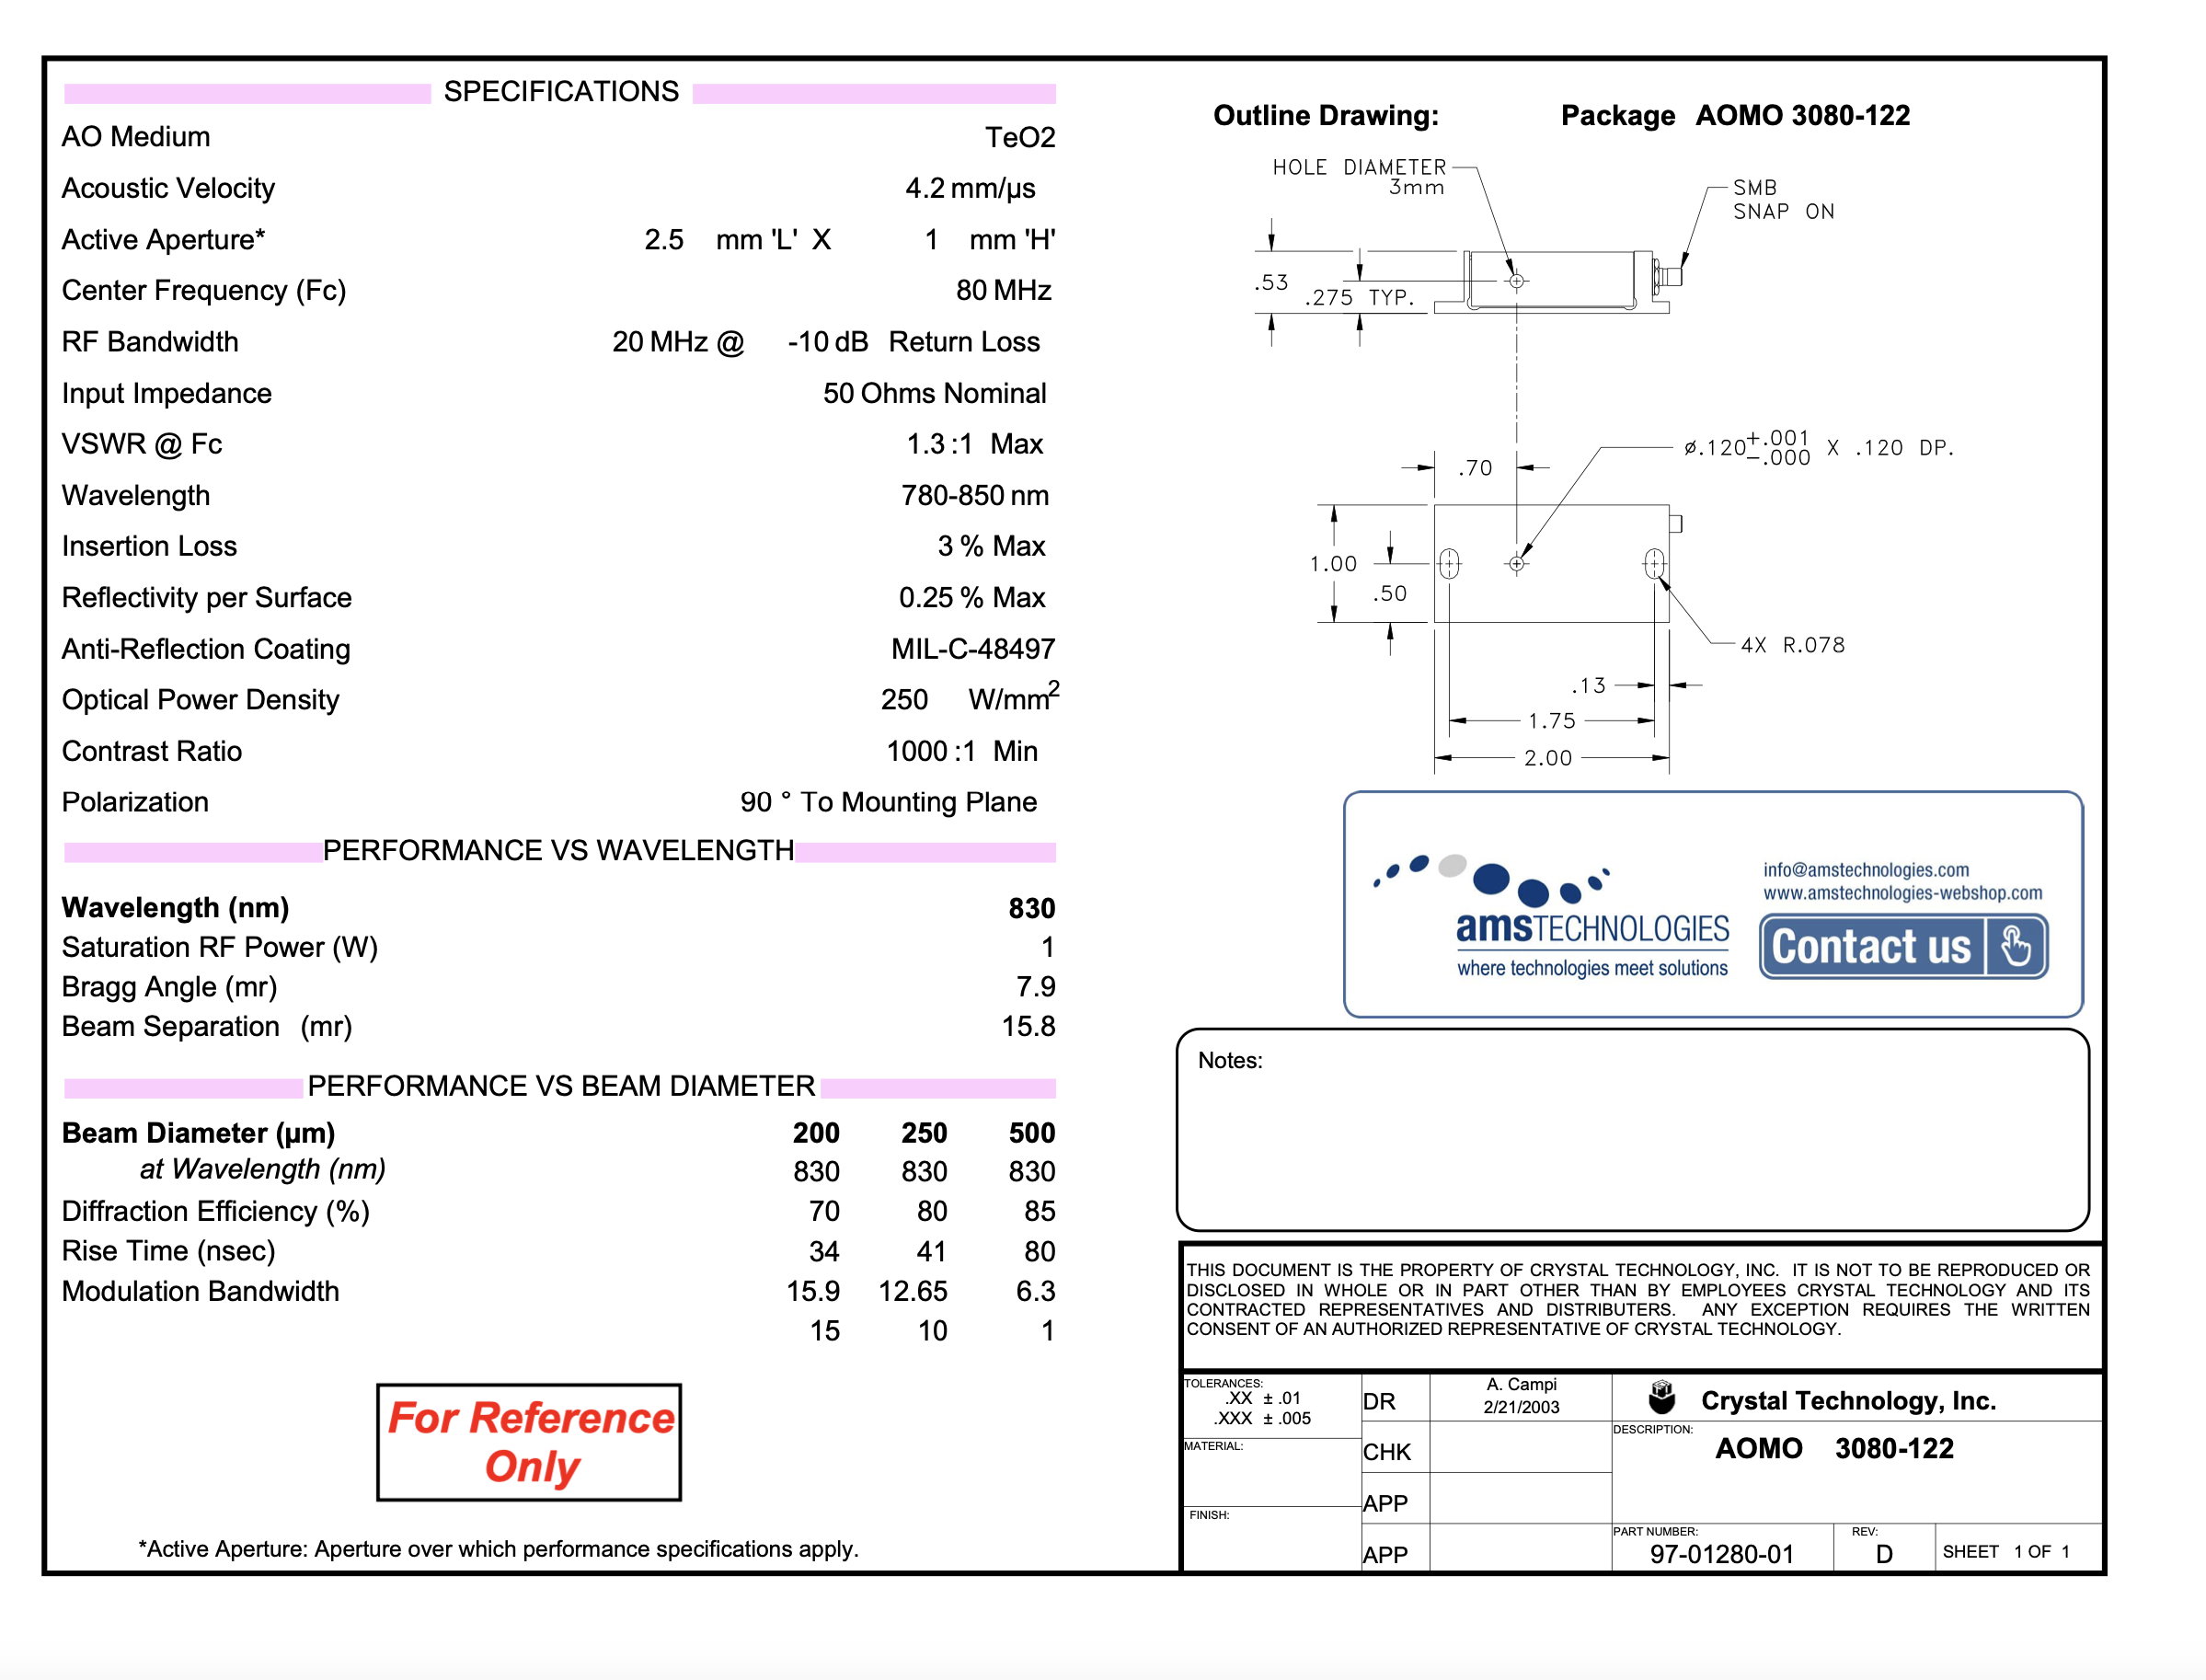 SPECIFICATIONS
AO Medium TeO2
Acoustic Velocity 4.2 mm/µs
Active Aperture* 2.5 mm 'L' X 1 mm 'H'
Center Frequency (Fc) 80 MHz
RF Bandwidth 20 MHz @ -10 dB Return Loss
Input Impedance 50 Ohms Nominal
VSWR @ Fc 1.3 :1 Max
Wavelength 780-850 nm
Insertion Loss 3 % Max
Reflectivity per Surface 0.25 % Max
Anti-Reflection Coating MIL-C-48497
Optical Power Density 250 W/mm2
Contrast Ratio 1000 :1 Min
Polarization 90 ° To Mounting Plane
PERFORMANCE VS WAVELENGTH
Wavelength (nm) 830
Saturation RF Power (W) 1
Bragg Angle (mr) 7.9
Beam Separation (mr) 15.8
PERFORMANCE VS BEAM DIAMETER
Beam Diameter (µm) 200 250 500
at Wavelength (nm) 830 830 830
Diffraction Efficiency (%) 70 80 85
Rise Time (nsec) 34 41 80
Modulation Bandwidth 15.9 12.65 6.3
15 10 1
For Reference
Only
*Active Aperture: Aperture over which performance specifications apply.
Outline Drawing: Package AOMO 3080-122
HOLE DIAMETER
3mm
SMB
SNAP ON
.53
.275 TYP.
ø.120+.001 -.000 X .120 DP.
.70
1.00
.50
4X R.078
.13
1.75
2.00
info@amstechnologies.com
www.amstechnologies-webshop.com
amsTECHNOLOGIES
where technologies meet solutions
Contact us
Notes:
THIS DOCUMENT IS THE PROPERTY OF CRYSTAL TECHNOLOGY, INC. IT IS NOT TO BE REPRODUCED OR
DISCLOSED IN WHOLE OR IN PART OTHER THAN BY EMPLOYEES CRYSTAL TECHNOLOGY AND ITS
CONTRACTED REPRESENTATIVES AND DISTRIBUTERS. ANY EXCEPTION REQUIRES THE WRITTEN
CONSENT OF AN AUTHORIZED REPRESENTATIVE OF CRYSTAL TECHNOLOGY.
TOLERANCES:
.XX ± .01
.XXX ± .005
MATERIAL:
FINISH:
DR
A. Campi
2/21/2003
CHK
APP
APP
Crystal Technology, Inc.
DESCRIPTION:
AOMO 3080-122
PART NUMBER:
97-01280-01
REV:
D
SHEET 1 OF 1